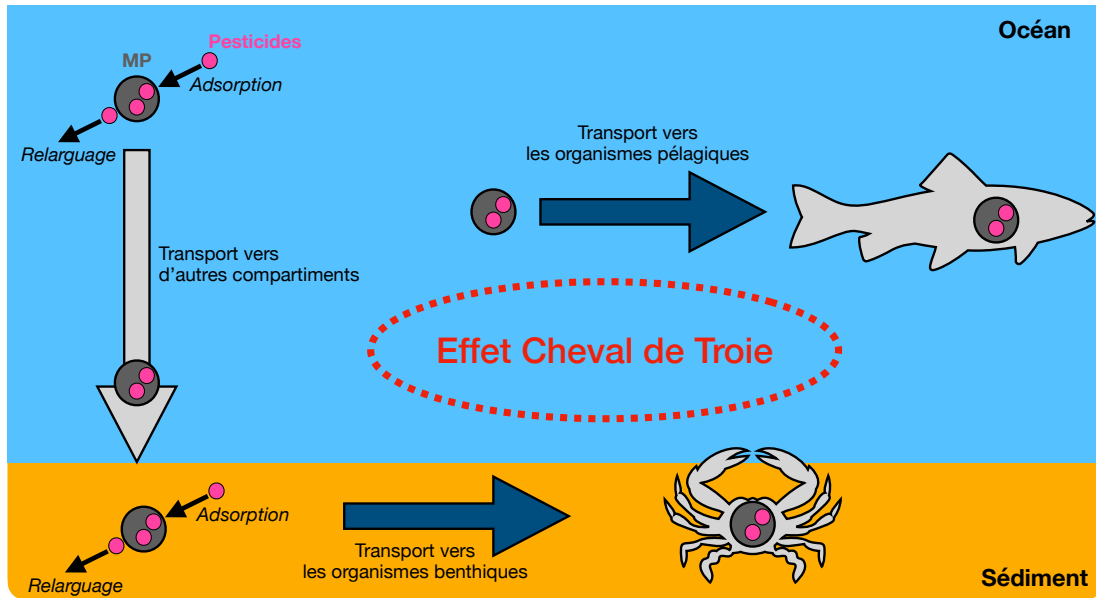 Océan
Pesticides
MP
Adsorption
Relarguage
Transport vers
les organismes pélagiques
Transport vers
d’autres compartiments
Effet Cheval de Troie
Adsorption
Relarguage
Transport vers
les organismes benthiques
Sédiment